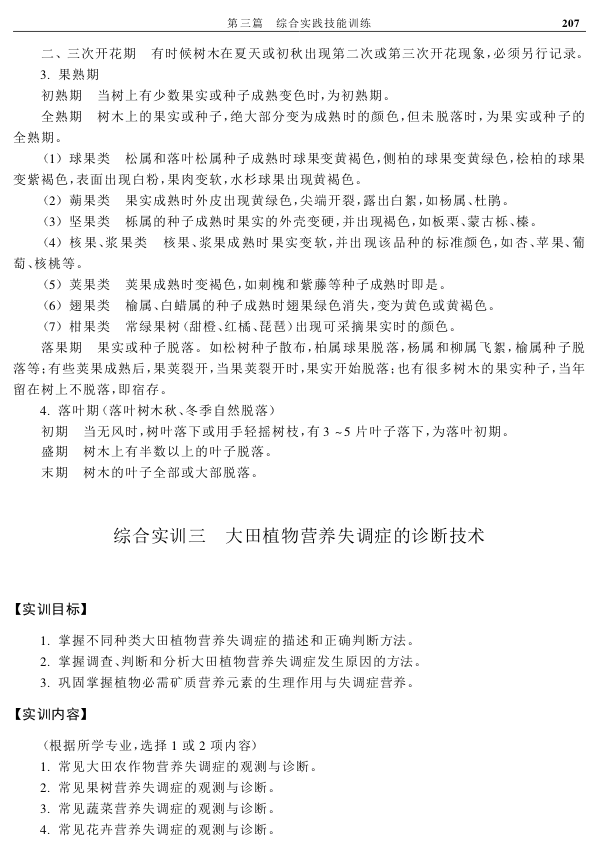 第三篇　综合实践技能训练　207
二、三次开花期　有时候树木在夏天或初秋出现第二次或第三次开花现象,必须另行记录。
3. 果熟期
初熟期　当树上有少数果实或种子成熟变色时,为初熟期。
全熟期　树木上的果实或种子,绝大部分变为成熟时的颜色,但未脱落时,为果实或种子的
全熟期。
(1) 球果类　松属和落叶松属种子成熟时球果变黄褐色,侧柏的球果变黄绿色,桧柏的球果
变紫褐色,表面出现白粉,果肉变软,水杉球果出现黄褐色。
(2) 蒴果类　果实成熟时外皮出现黄绿色,尖端开裂,露出白絮,如杨属、杜鹃。
(3) 坚果类　栎属的种子成熟时果实的外壳变硬,并出现褐色,如板栗、蒙古栎、榛。
(4) 核果、浆果类　核果、浆果成熟时果实变软,并出现该品种的标准颜色,如杏、苹果、葡
萄、核桃等。
(5) 荚果类　荚果成熟时变褐色,如刺槐和紫藤等种子成熟时即是。
(6) 翅果类　榆属、白蜡属的种子成熟时翅果绿色消失,变为黄色或黄褐色。
(7) 柑果类　常绿果树(甜橙、红橘、琵琶)出现可采摘果实时的颜色。
落果期　果实或种子脱落。如松树种子散布,柏属球果脱落,杨属和柳属飞絮,榆属种子脱
落等;有些荚果成熟后,果荚裂开,当果荚裂开时,果实开始脱落;也有很多树木的果实种子,当年
留在树上不脱落,即宿存。
4. 落叶期(落叶树木秋、冬季自然脱落)
初期　当无风时,树叶落下或用手轻摇树枝,有 3 ~5 片叶子落下,为落叶初期。
盛期　树木上有半数以上的叶子脱落。
末期　树木的叶子全部或大部脱落。
综合实训三　大田植物营养失调症的诊断技术
【实训目标】
1. 掌握不同种类大田植物营养失调症的描述和正确判断方法。
2. 掌握调查、判断和分析大田植物营养失调症发生原因的方法。
3. 巩固掌握植物必需矿质营养元素的生理作用与失调症营养。
【实训内容】
(根据所学专业,选择 1 或 2 项内容)
1. 常见大田农作物营养失调症的观测与诊断。
2. 常见果树营养失调症的观测与诊断。
3. 常见蔬菜营养失调症的观测与诊断。
4. 常见花卉营养失调症的观测与诊断。